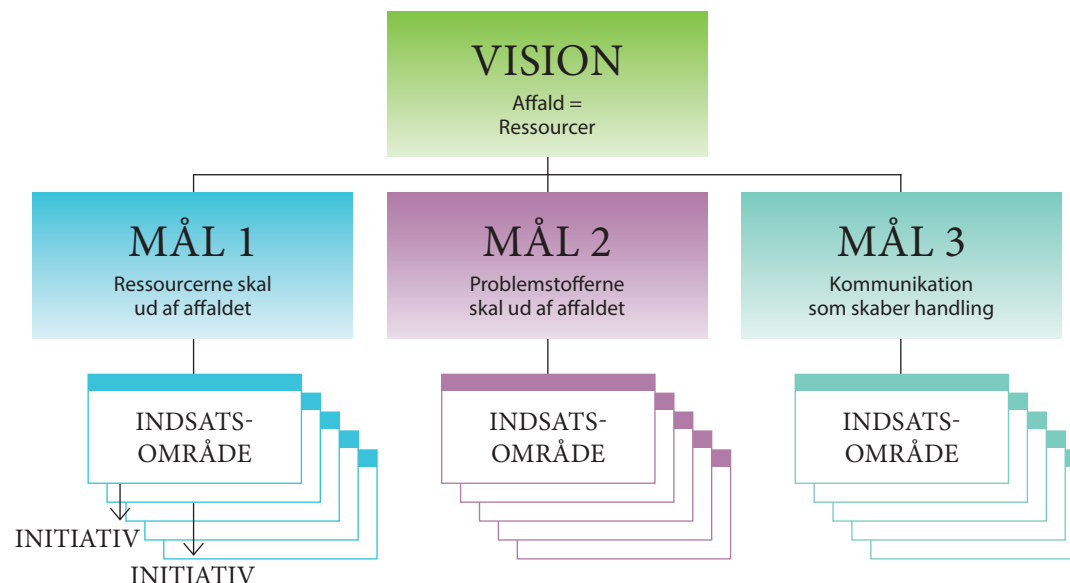 VISION
Affald =
Ressourcer
MÅL 1
Ressourcerne skal
ud af affaldet
MÅL 2
Problemstofferne
skal ud af affaldet
MÅL 3
Kommunikation
som skaber handling
INDSATS-
OMRÅDE
INDSATS-
OMRÅDE
INDSATS-
OMRÅDE
INITIATIV
INITIATIV